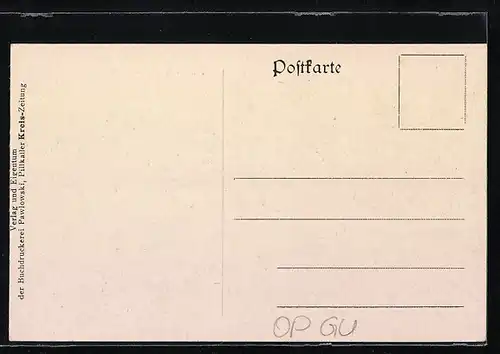 Postkarte
Verlag und Eigentum
der Buchdruckerei Pawlowski, Pillkaller Kreis-Zeitung
OP GU